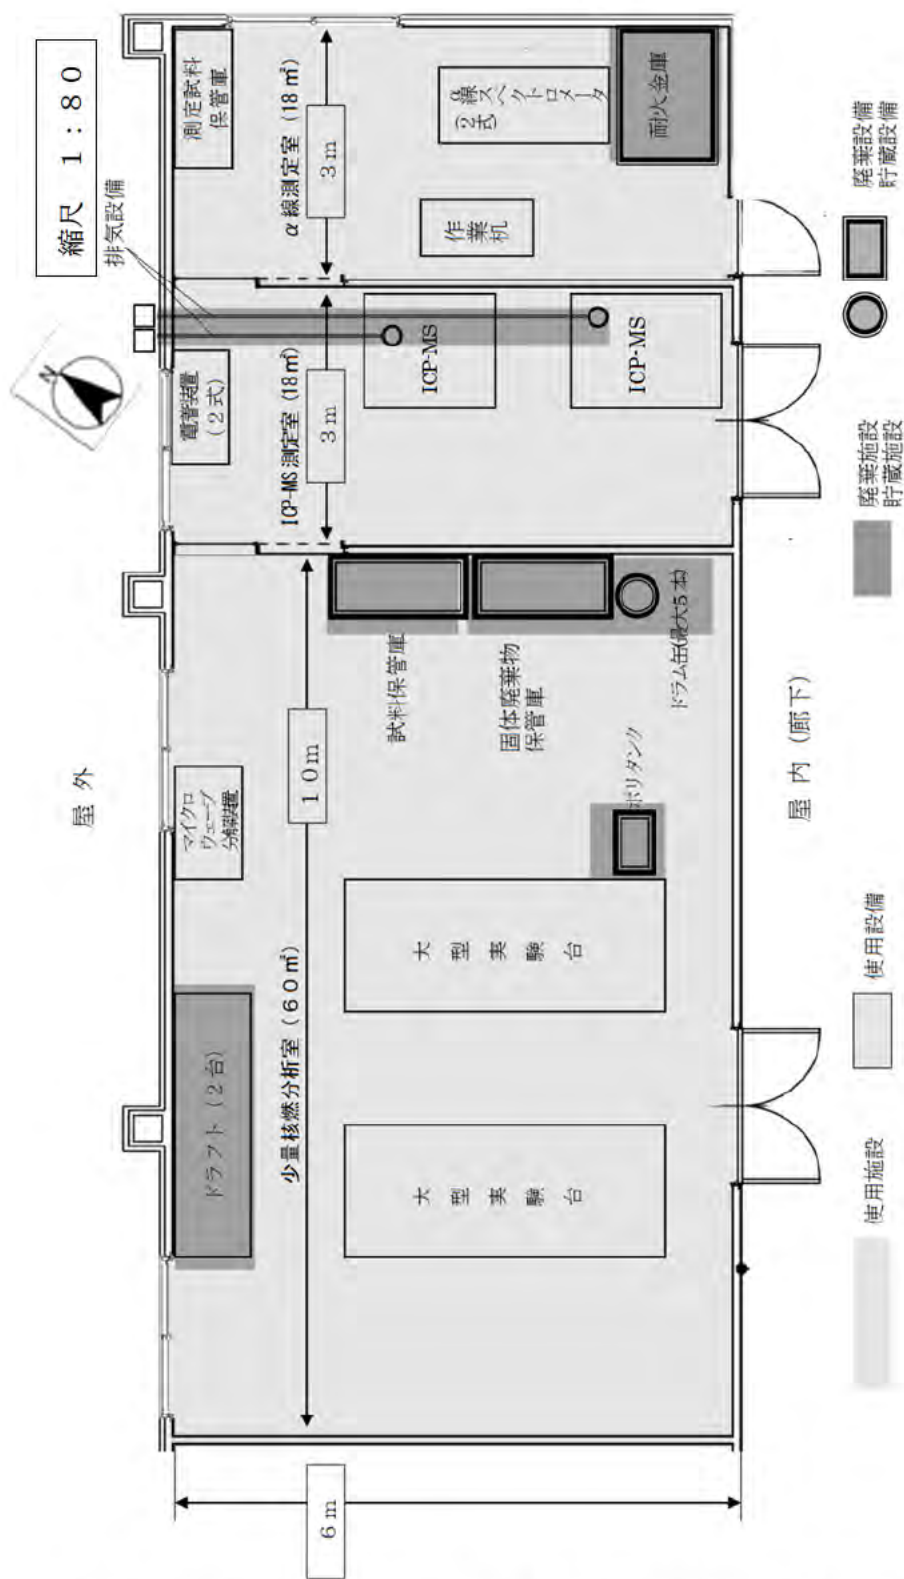 縮尺 1:80
排気設備
N
屋外
測定試料
保管庫
α線測定室(18㎡)
3m
α線スペクトロメータ
(2式)
耐火金庫
作業机
電着装置
(2式)
ICP-MS測定室(18㎡)
3m
ICP-MS
ICP-MS
マイクロ
ウェーブ
分解装置
ドラフト(2台)
少量核燃分析室(60㎡)
10m
試料保管庫
固体廃棄物
保管庫
ドラム缶(最大5本)
ポリタンク
大型実験台
大型実験台
6m
屋内(廊下)
使用施設
使用設備
廃棄施設
貯蔵施設
廃棄設備
貯蔵設備